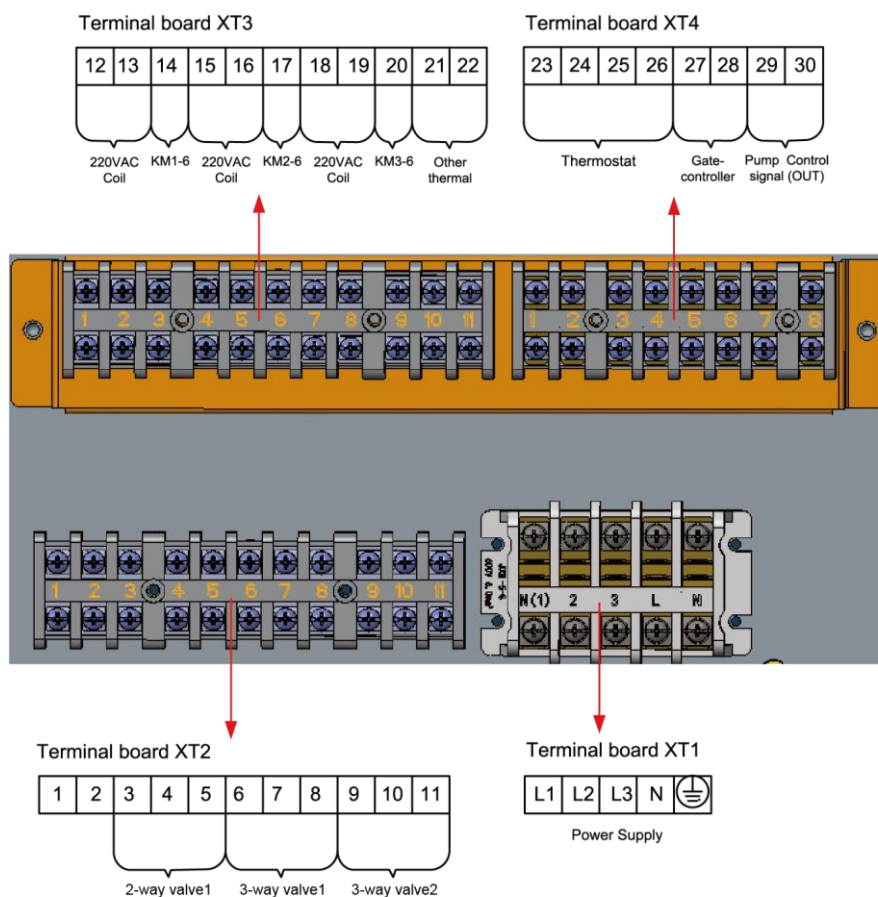 Terminal board XT3
Terminal board XT4
12 13 14 15 16 17 18 19 20 21 22
23 24 25 26 27 28 29 30
220VAC Coil
KM1-6
220VAC Coil
KM2-6
220VAC Coil
KM3-6
Other thermal
Thermostat
Gate-controller
Pump signal
Control (OUT)
1 2 3 4 5 6 7 8 9 10 11
1 2 3 4 5 6 7 8
1 2 3 4 5 6 7 8 9 10 11
N(1) 2 3 L N
Terminal board XT2
Terminal board XT1
1 2 3 4 5 6 7 8 9 10 11
L1 L2 L3 N
Power Supply
2-way valve1
3-way valve1
3-way valve2